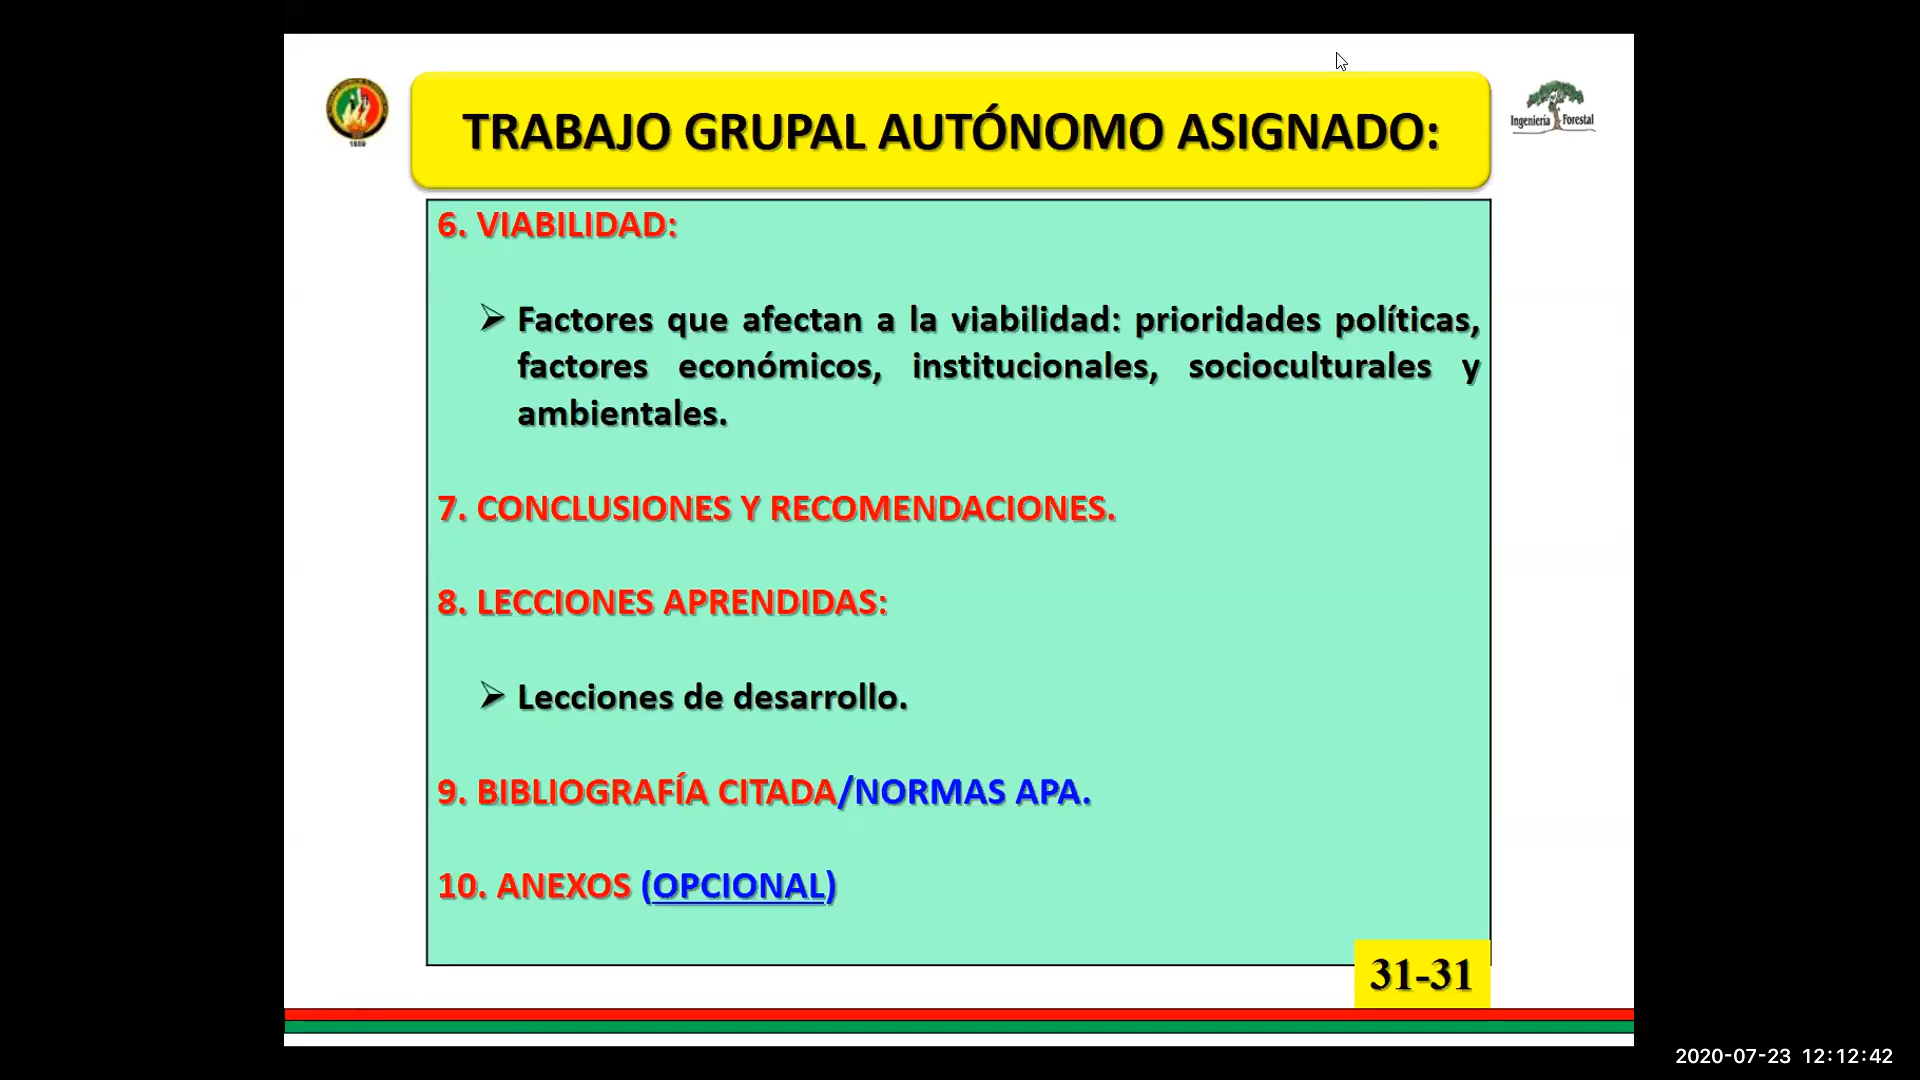 TRABAJO GRUPAL AUTÓNOMO ASIGNADO:
1859
Ingeniería Forestal
6. VIABILIDAD:
➢ Factores que afectan a la viabilidad: prioridades políticas,
factores económicos, institucionales, socioculturales y
ambientales.
7. CONCLUSIONES Y RECOMENDACIONES.
8. LECCIONES APRENDIDAS:
➢ Lecciones de desarrollo.
9. BIBLIOGRAFÍA CITADA/NORMAS APA.
10. ANEXOS (OPCIONAL)
31-31
2020-07-23 12:12:42